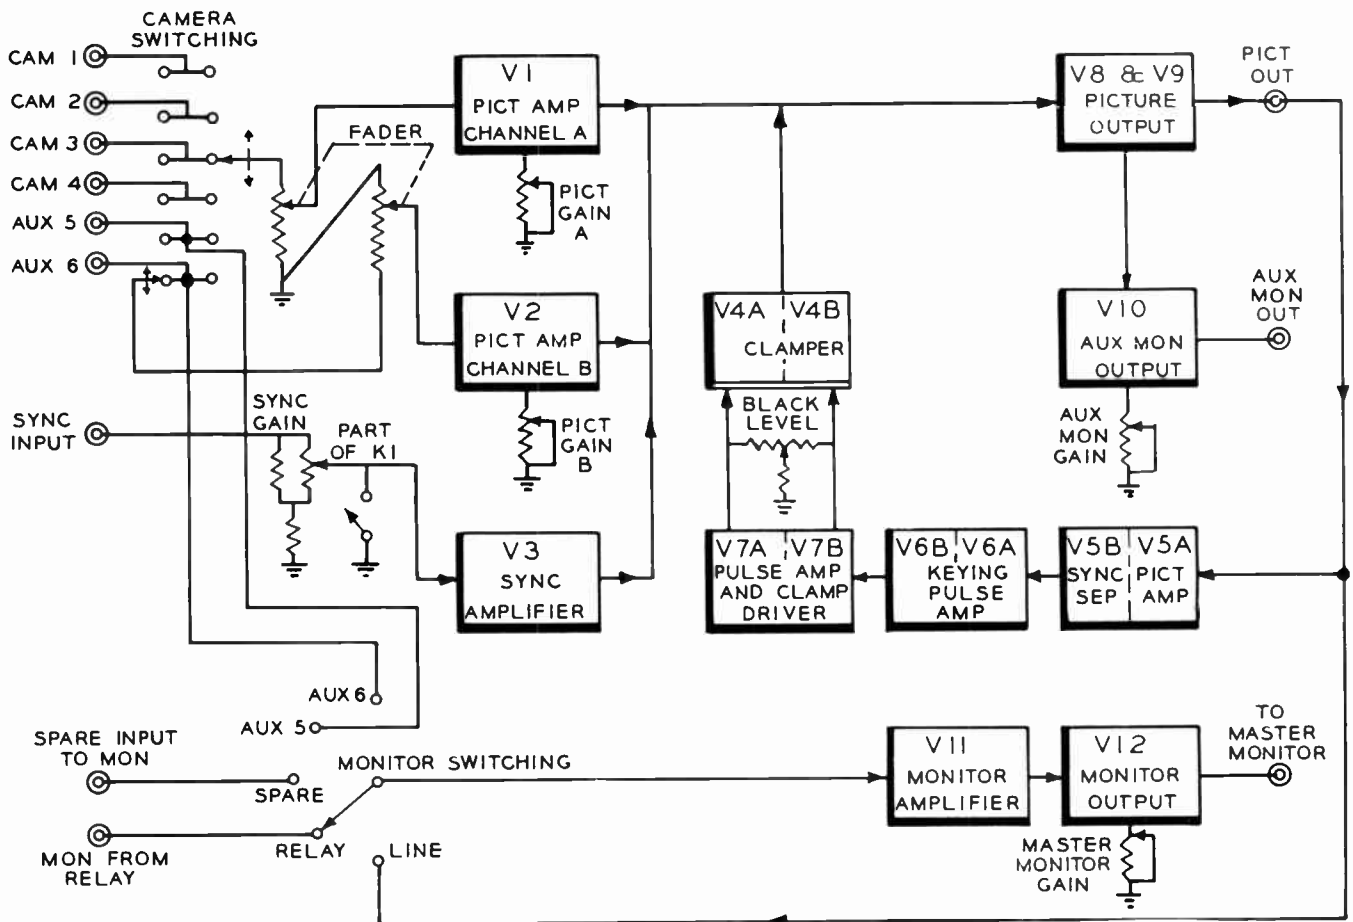 CAMERA
SWITCHING
CAM 1
CAM 2
CAM 3
CAM 4
AUX 5
AUX 6
FADER
V1
PICT AMP
CHANNEL A
PICT
GAIN
A
V2
PICT AMP
CHANNEL B
PICT
GAIN
B
V8 & V9
PICTURE
OUTPUT
PICT
OUT
V4A V4B
CLAMPER
V10
AUX MON
OUTPUT
AUX
MON
OUT
BLACK
LEVEL
AUX
MON
GAIN
SYNC
INPUT
SYNC
GAIN
PART
OF K1
V3
SYNC
AMPLIFIER
V7A V7B
PULSE AMP
AND CLAMP
DRIVER
V6B V6A
KEYING
PULSE
AMP
V5B V5A
SYNC PICT
SEP AMP
AUX 6
AUX 5
SPARE INPUT
TO MON
SPARE
MONITOR SWITCHING
MON FROM
RELAY
RELAY
LINE
V11
MONITOR
AMPLIFIER
V12
MONITOR
OUTPUT
TO
MASTER
MONITOR
MASTER
MONITOR
GAIN